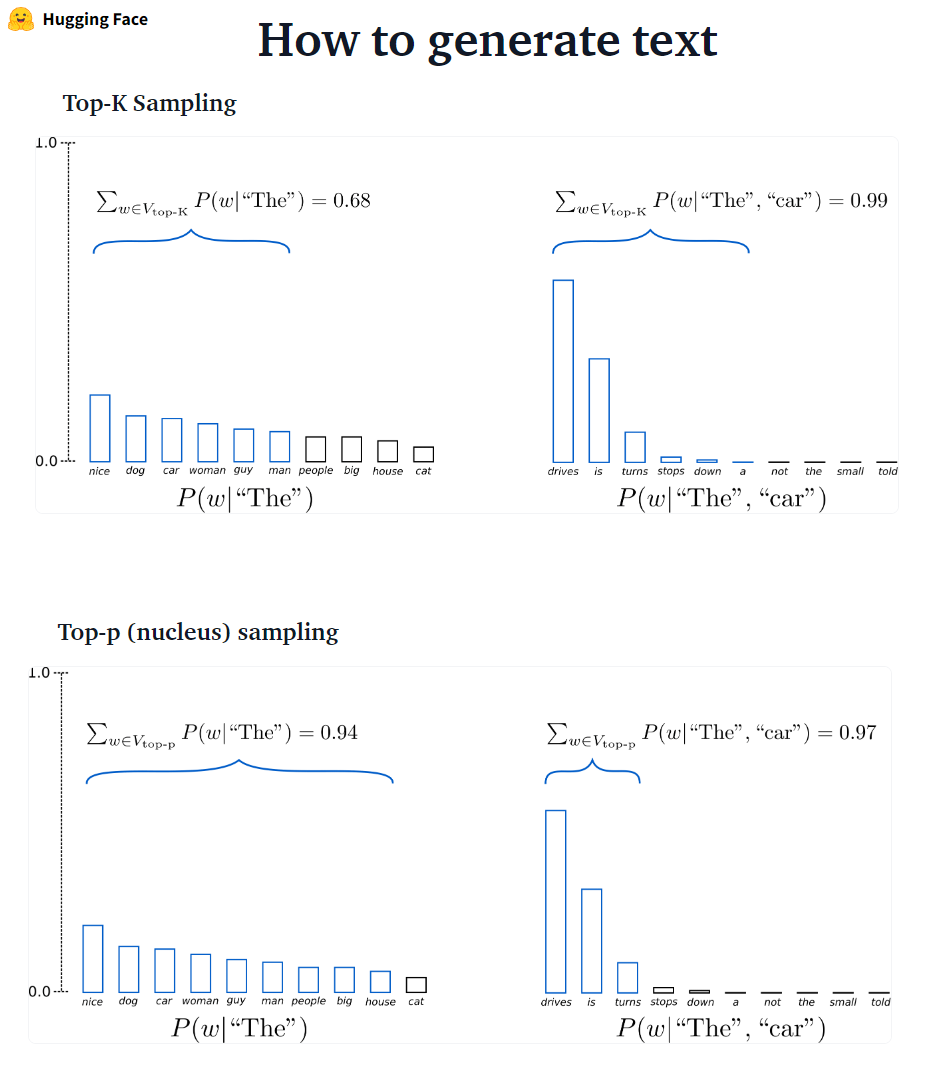 Hugging Face
How to generate text
Top-K Sampling
1.0
∑w∈Vtop-K P(w|“The”) = 0.68
∑w∈Vtop-K P(w|“The”, “car”) = 0.99
0.0
nice dog car woman guy man people big house cat
drives is turns stops down a not the small told
P(w|“The”)
P(w|“The”, “car”)
Top-p (nucleus) sampling
1.0
∑w∈Vtop-p P(w|“The”) = 0.94
∑w∈Vtop-p P(w|“The”, “car”) = 0.97
0.0
nice dog car woman guy man people big house cat
drives is turns stops down a not the small told
P(w|“The”)
P(w|“The”, “car”)